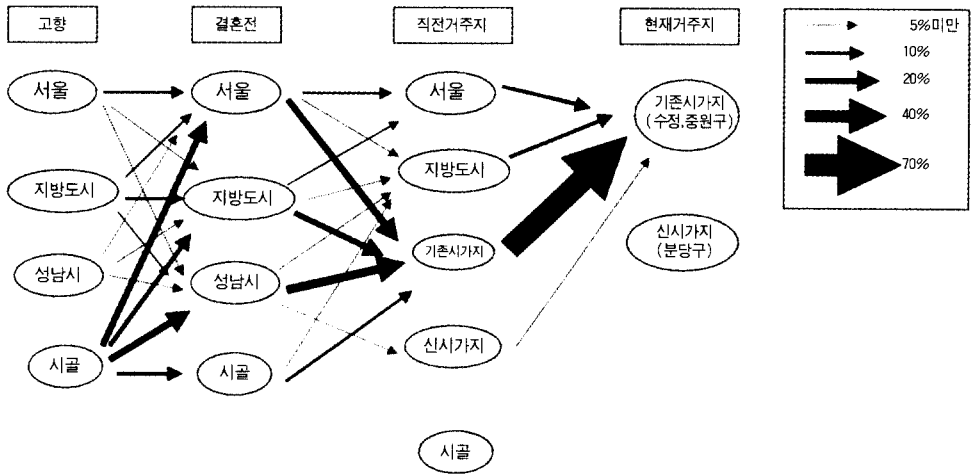 고향
결혼전
직전거주지
현재거주지
서울
지방도시
성남시
시골
서울
지방도시
성남시
시골
서울
지방도시
기존시가지
신시가지
시골
기존시가지
(수정,중원구)
신시가지
(분당구)
5%미만
10%
20%
40%
70%